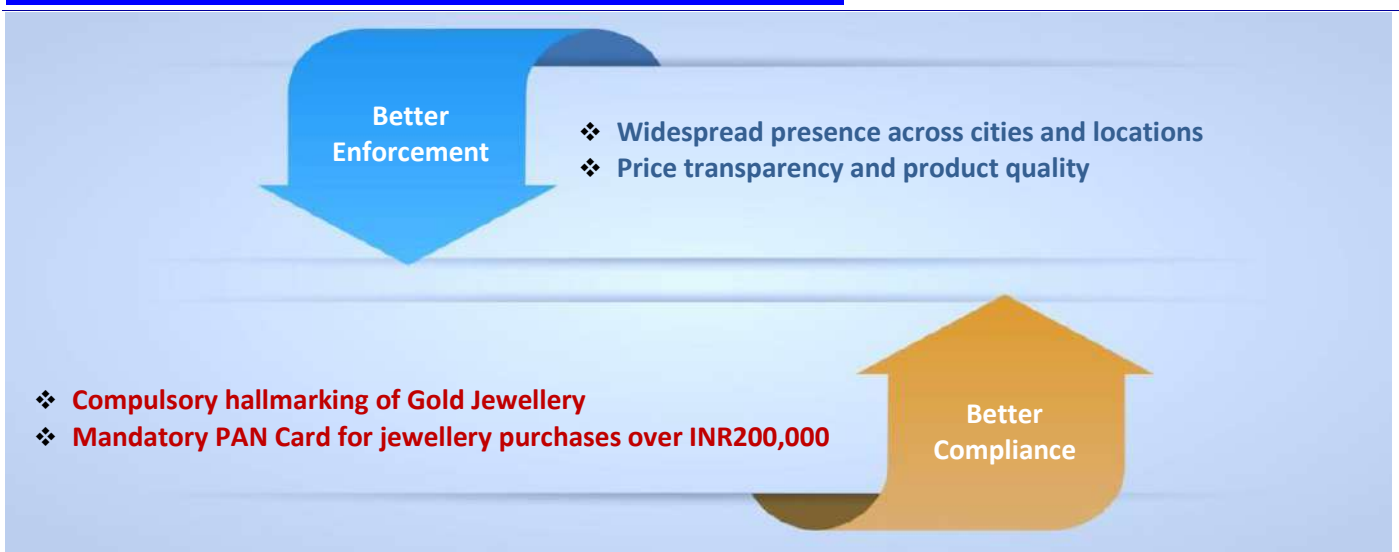 Better
Enforcement
❖ Widespread presence across cities and locations
❖ Price transparency and product quality
❖ Compulsory hallmarking of Gold Jewellery
❖ Mandatory PAN Card for jewellery purchases over INR200,000
Better
Compliance